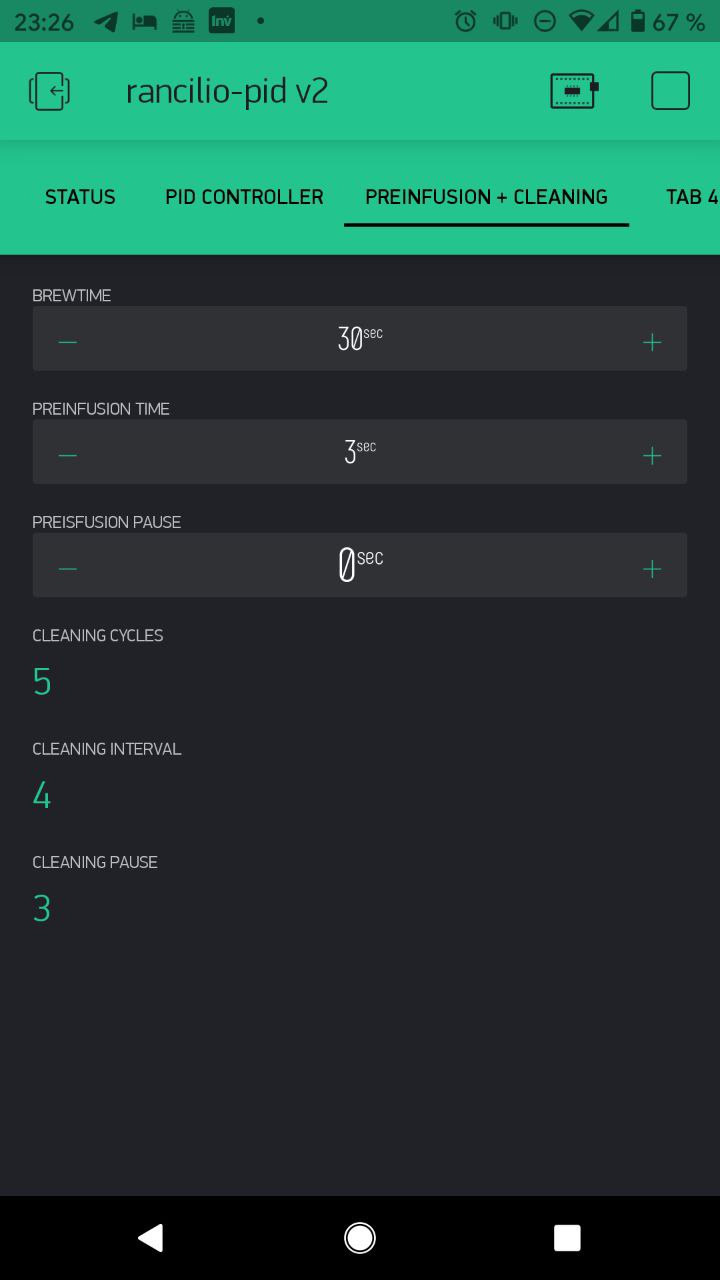 23:26 Inv 67 %
rancilio-pid v2
STATUS PID CONTROLLER PREINFUSION + CLEANING TAB 4
BREWTIME
− 30sec +
PREINFUSION TIME
− 3sec +
PREISFUSION PAUSE
− 0sec +
CLEANING CYCLES
5
CLEANING INTERVAL
4
CLEANING PAUSE
3